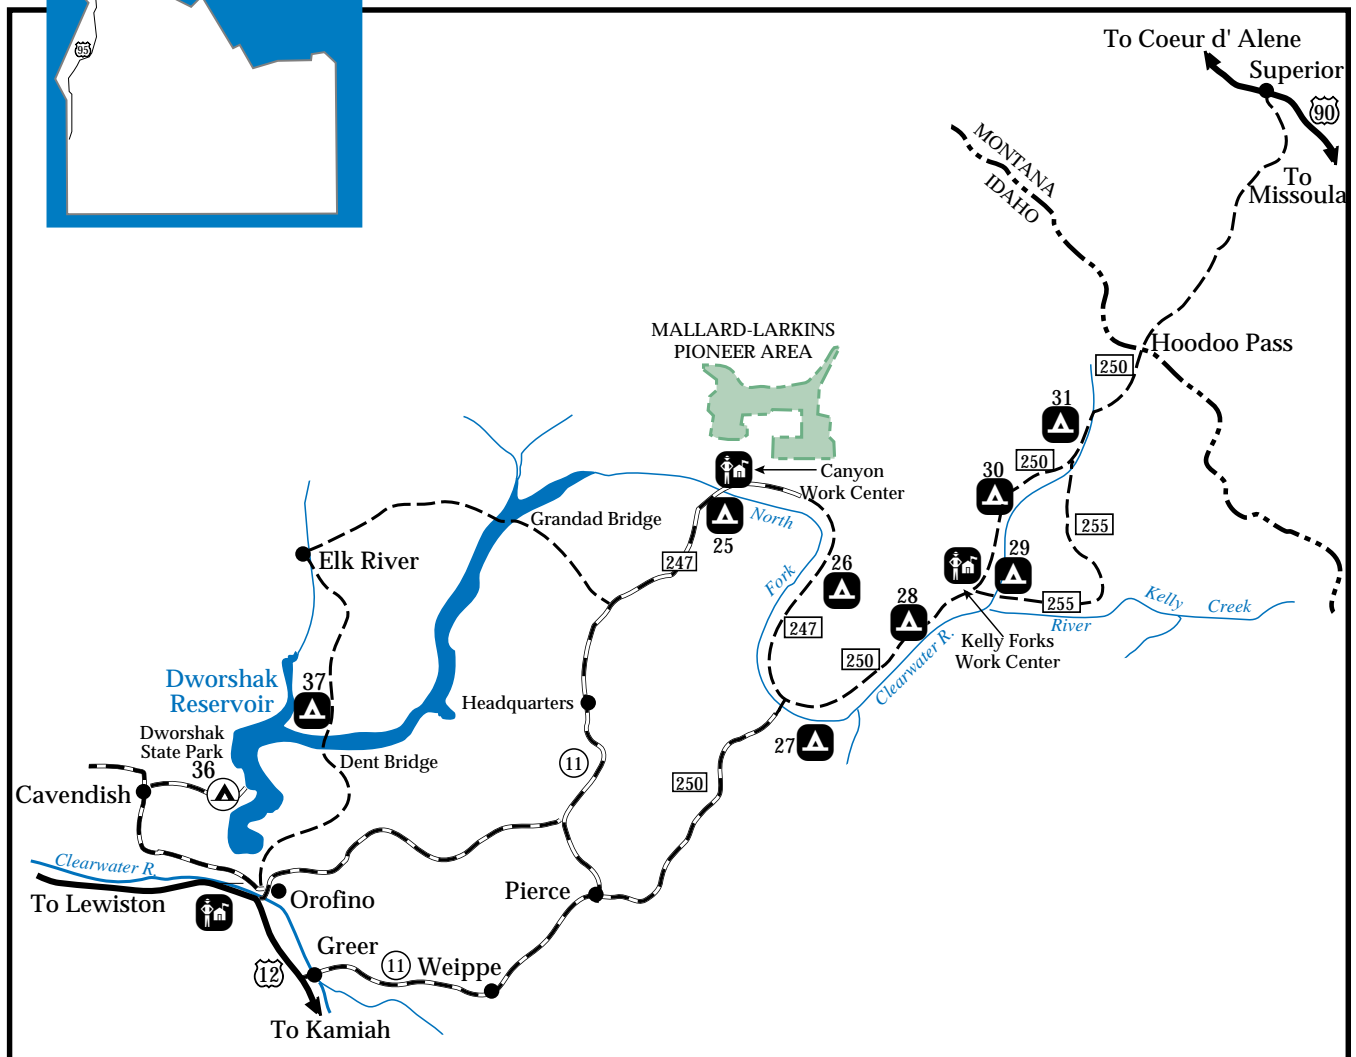 95
To Coeur d' Alene
Superior
90
To
Missoula
MONTANA
IDAHO
Hoodoo Pass
250
31
MALLARD-LARKINS
PIONEER AREA
Canyon
Work Center
30
250
255
North
Grandad Bridge
25
247
Elk River
Fork
26
29
28
255
Kelly
Creek
River
247
Kelly Forks
Work Center
250
Clearwater R.
Dworshak
Reservoir
37
Headquarters
Dworshak
State Park
36
Dent Bridge
27
11
250
Cavendish
Clearwater R.
To Lewiston
Orofino
Pierce
Greer
12
11
Weippe
To Kamiah